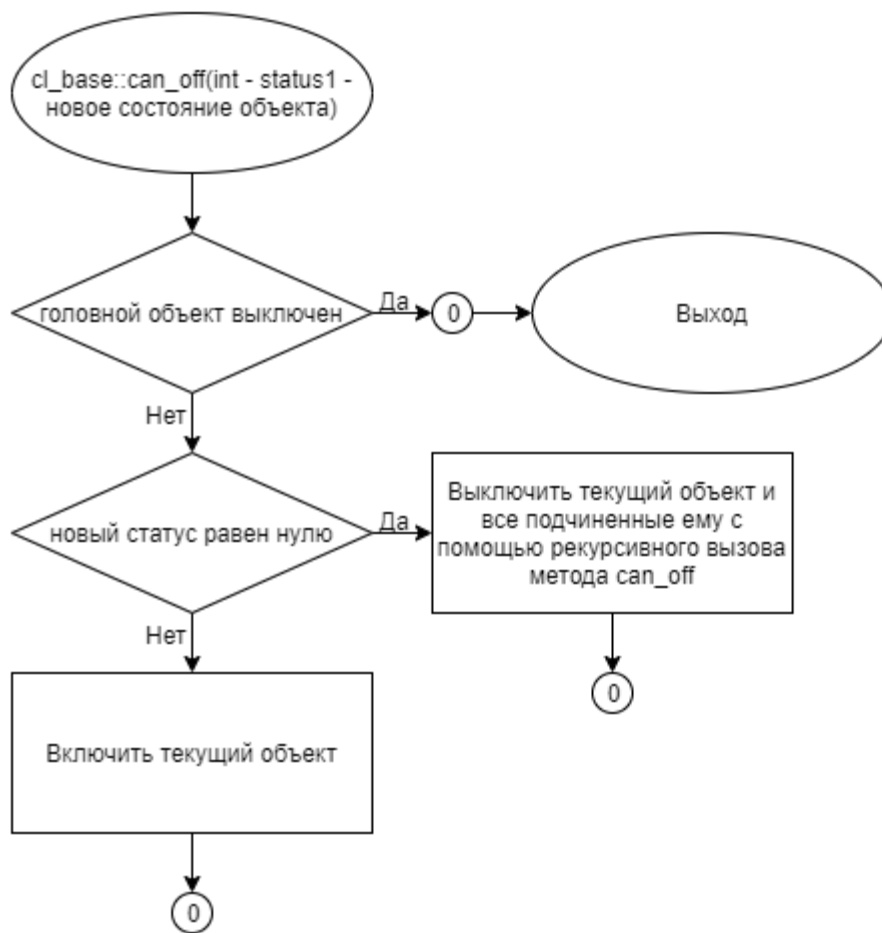 cl_base::can_off(int - status1 -
новое состояние объекта)
головной объект выключен
Да
0
Выход
Нет
новый статус равен нулю
Да
Выключить текущий объект и
все подчиненные ему с
помощью рекурсивного вызова
метода can_off
Нет
0
Включить текущий объект
0